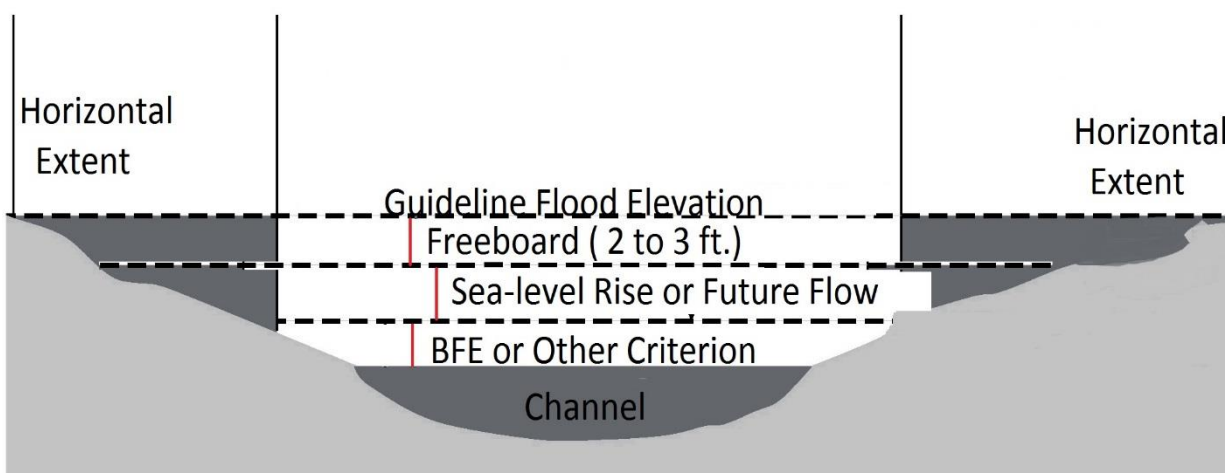 Horizontal
Extent
Horizontal
Extent
Guideline Flood Elevation
Freeboard ( 2 to 3 ft.)
Sea-level Rise or Future Flow
BFE or Other Criterion
Channel